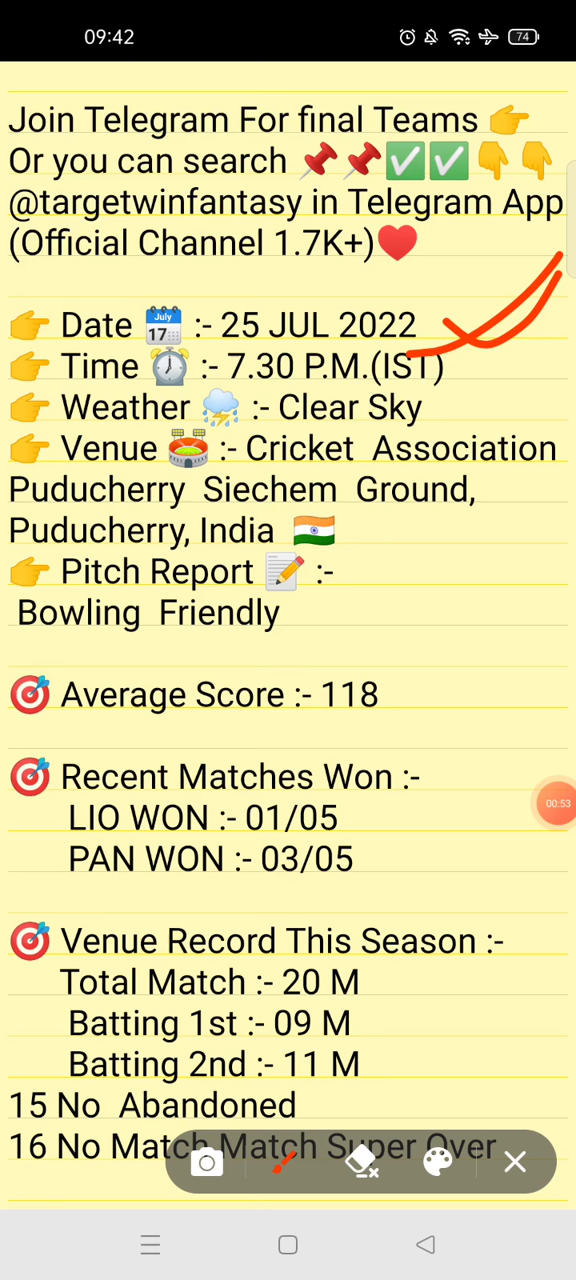 09:42
74
Join Telegram For final Teams 👉
Or you can search 📌📌✅✅👇👇
@targetwinfantasy in Telegram App
(Official Channel 1.7K+)♥️
👉 Date 📅 :- 25 JUL 2022
👉 Time ⏰ :- 7.30 P.M.(IST)
👉 Weather ⛈️ :- Clear Sky
👉 Venue 🏟️ :- Cricket Association
Puducherry Siechem Ground,
Puducherry, India 🇮🇳
👉 Pitch Report 📝 :-
Bowling Friendly
🎯 Average Score :- 118
🎯 Recent Matches Won :-
LIO WON :- 01/05
PAN WON :- 03/05
00:53
🎯 Venue Record This Season :-
Total Match :- 20 M
Batting 1st :- 09 M
Batting 2nd :- 11 M
15 No Abandoned
16 No Match Match Super Over